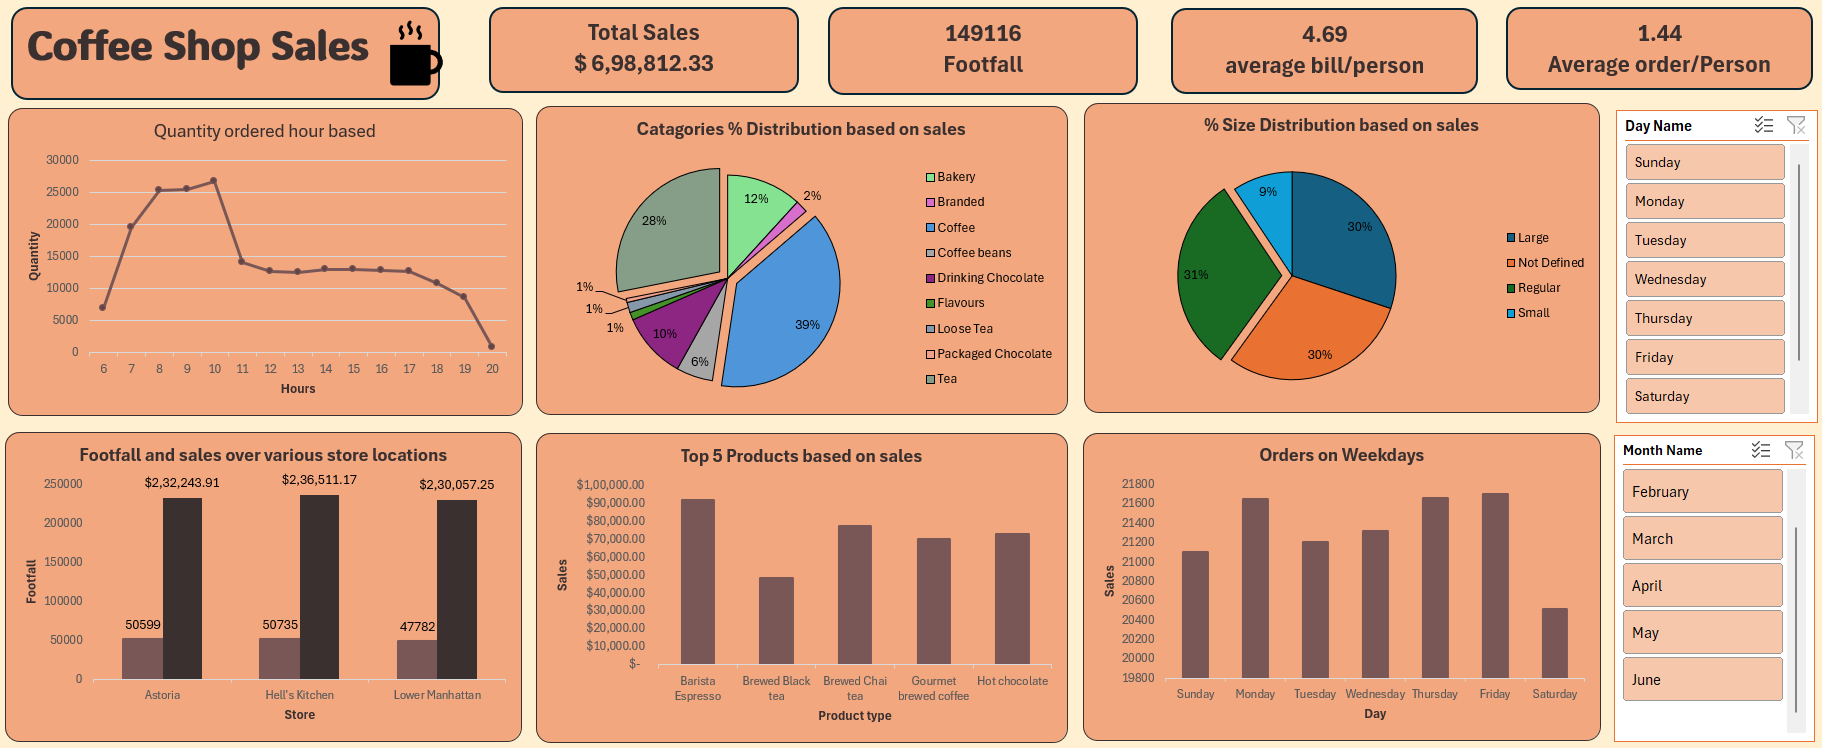 Coffee Shop Sales
Total Sales
$ 6,98,812.33
149116
Footfall
4.69
average bill/person
1.44
Average order/Person
Quantity ordered hour based
30000
25000
20000
15000
10000
5000
0
Quantity
6 7 8 9 10 11 12 13 14 15 16 17 18 19 20
Hours
Catagories % Distribution based on sales
12%
2%
28%
39%
1%
1%
1%
10%
6%
Bakery
Branded
Coffee
Coffee beans
Drinking Chocolate
Flavours
Loose Tea
Packaged Chocolate
Tea
% Size Distribution based on sales
9%
30%
31%
30%
Large
Not Defined
Regular
Small
Day Name
Sunday
Monday
Tuesday
Wednesday
Thursday
Friday
Saturday
Footfall and sales over various store locations
250000
200000
150000
100000
50000
0
Footfall
$2,32,243.91
$2,36,511.17
$2,30,057.25
50599
50735
47782
Astoria
Hell's Kitchen
Lower Manhattan
Store
Top 5 Products based on sales
$1,00,000.00
$90,000.00
$80,000.00
$70,000.00
$60,000.00
$50,000.00
$40,000.00
$30,000.00
$20,000.00
$10,000.00
$-
Sales
Barista
Espresso
Brewed Black
tea
Brewed Chai
tea
Gourmet
brewed coffee
Hot chocolate
Product type
Orders on Weekdays
21800
21600
21400
21200
21000
20800
20600
20400
20200
20000
19800
Sales
Sunday Monday Tuesday Wednesday Thursday Friday Saturday
Day
Month Name
February
March
April
May
June